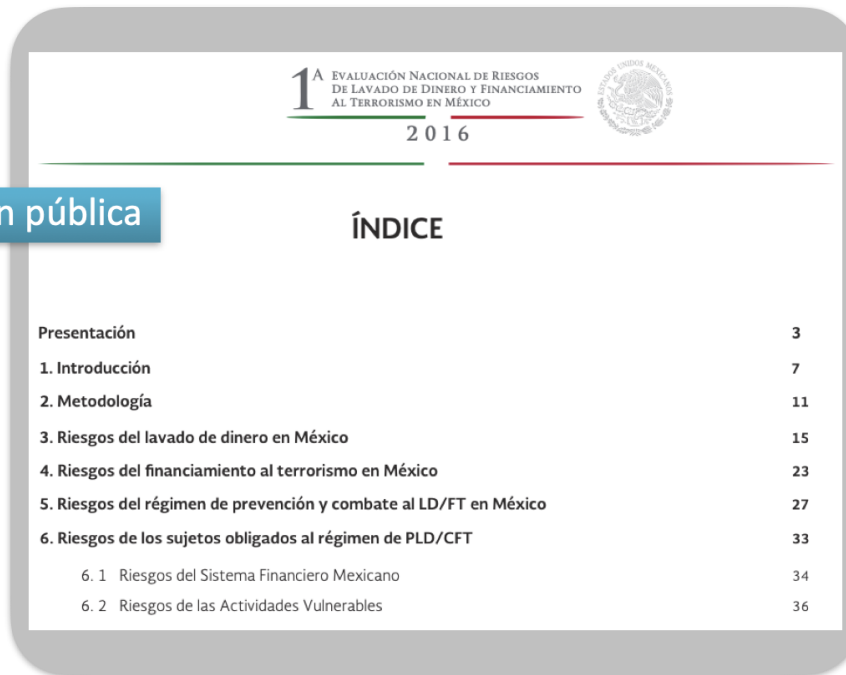 1A EVALUACIÓN NACIONAL DE RIESGOS
DE LAVADO DE DINERO Y FINANCIAMIENTO
AL TERRORISMO EN MÉXICO
2016
ESTADOS UNIDOS MEXICANOS
n pública
ÍNDICE
Presentación 3
1. Introducción 7
2. Metodología 11
3. Riesgos del lavado de dinero en México 15
4. Riesgos del financiamiento al terrorismo en México 23
5. Riesgos del régimen de prevención y combate al LD/FT en México 27
6. Riesgos de los sujetos obligados al régimen de PLD/CFT 33
6. 1 Riesgos del Sistema Financiero Mexicano 34
6. 2 Riesgos de las Actividades Vulnerables 36